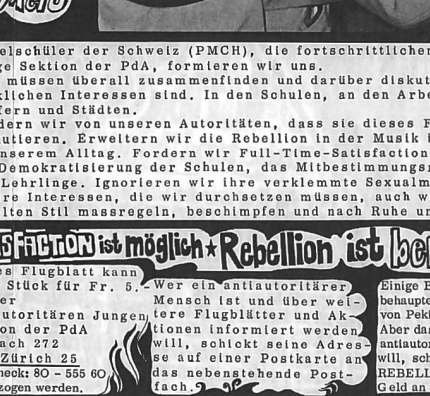 elschüler der Schweiz (PMCH), die fortschrittlichen
ge Sektion der PdA, formieren wir uns.
müssen überall zusammenfinden und darüber diskut
klichen Interessen sind. In den Schulen, an den Arbe
fern und Städten.
dern wir von unseren Autoritäten, dass sie dieses F
utieren. Erweitern wir die Rebellion in der Musik i
nserem Alltag. Fordern wir Full-Time-Satisfaction
Demokratisierung der Schulen, das Mitbestimmungsr
Lehrlinge. Ignorieren wir ihre verklemmte Sexualm
re Interessen, die wir durchsetzen müssen, auch w
lten Stil massregeln, beschimpfen und nach Ruhe un
SFACTION ist möglich ★ Rebellion ist be
es Flugblatt kann
Stück für Fr. 5.-
er
utoritären Jungen
on der PdA
ach 272
Zürich 25
heck: 80 - 555 60
zogen werden.
Wer ein antiautoritärer
Mensch ist und über wei-
tere Flugblätter und Ak-
tionen informiert werden
will, schickt seine Adres-
se auf einer Postkarte an
das nebenstehende Post-
fach.
Einige B
behaupte
von Peki
Aber das
antiautor
will, sch
REBELL
Geld an